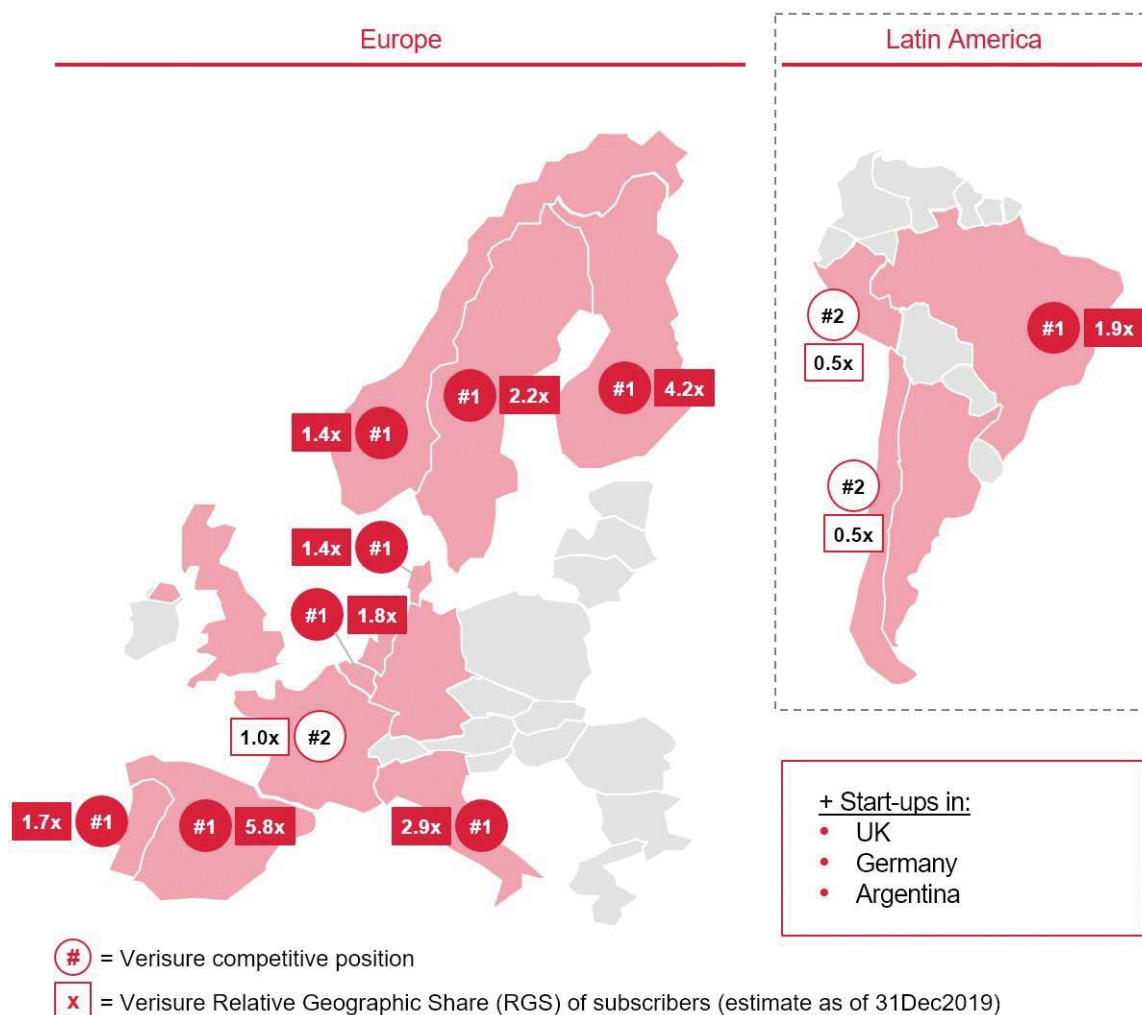 Europe
Latin America
#2
0.5x
#1 1.9x
#1 2.2x
#1 4.2x
1.4x #1
#2
0.5x
1.4x #1
#1 1.8x
1.0x #2
1.7x #1
#1 5.8x
2.9x #1
+ Start-ups in:
• UK
• Germany
• Argentina
# = Verisure competitive position
x = Verisure Relative Geographic Share (RGS) of subscribers (estimate as of 31Dec2019)